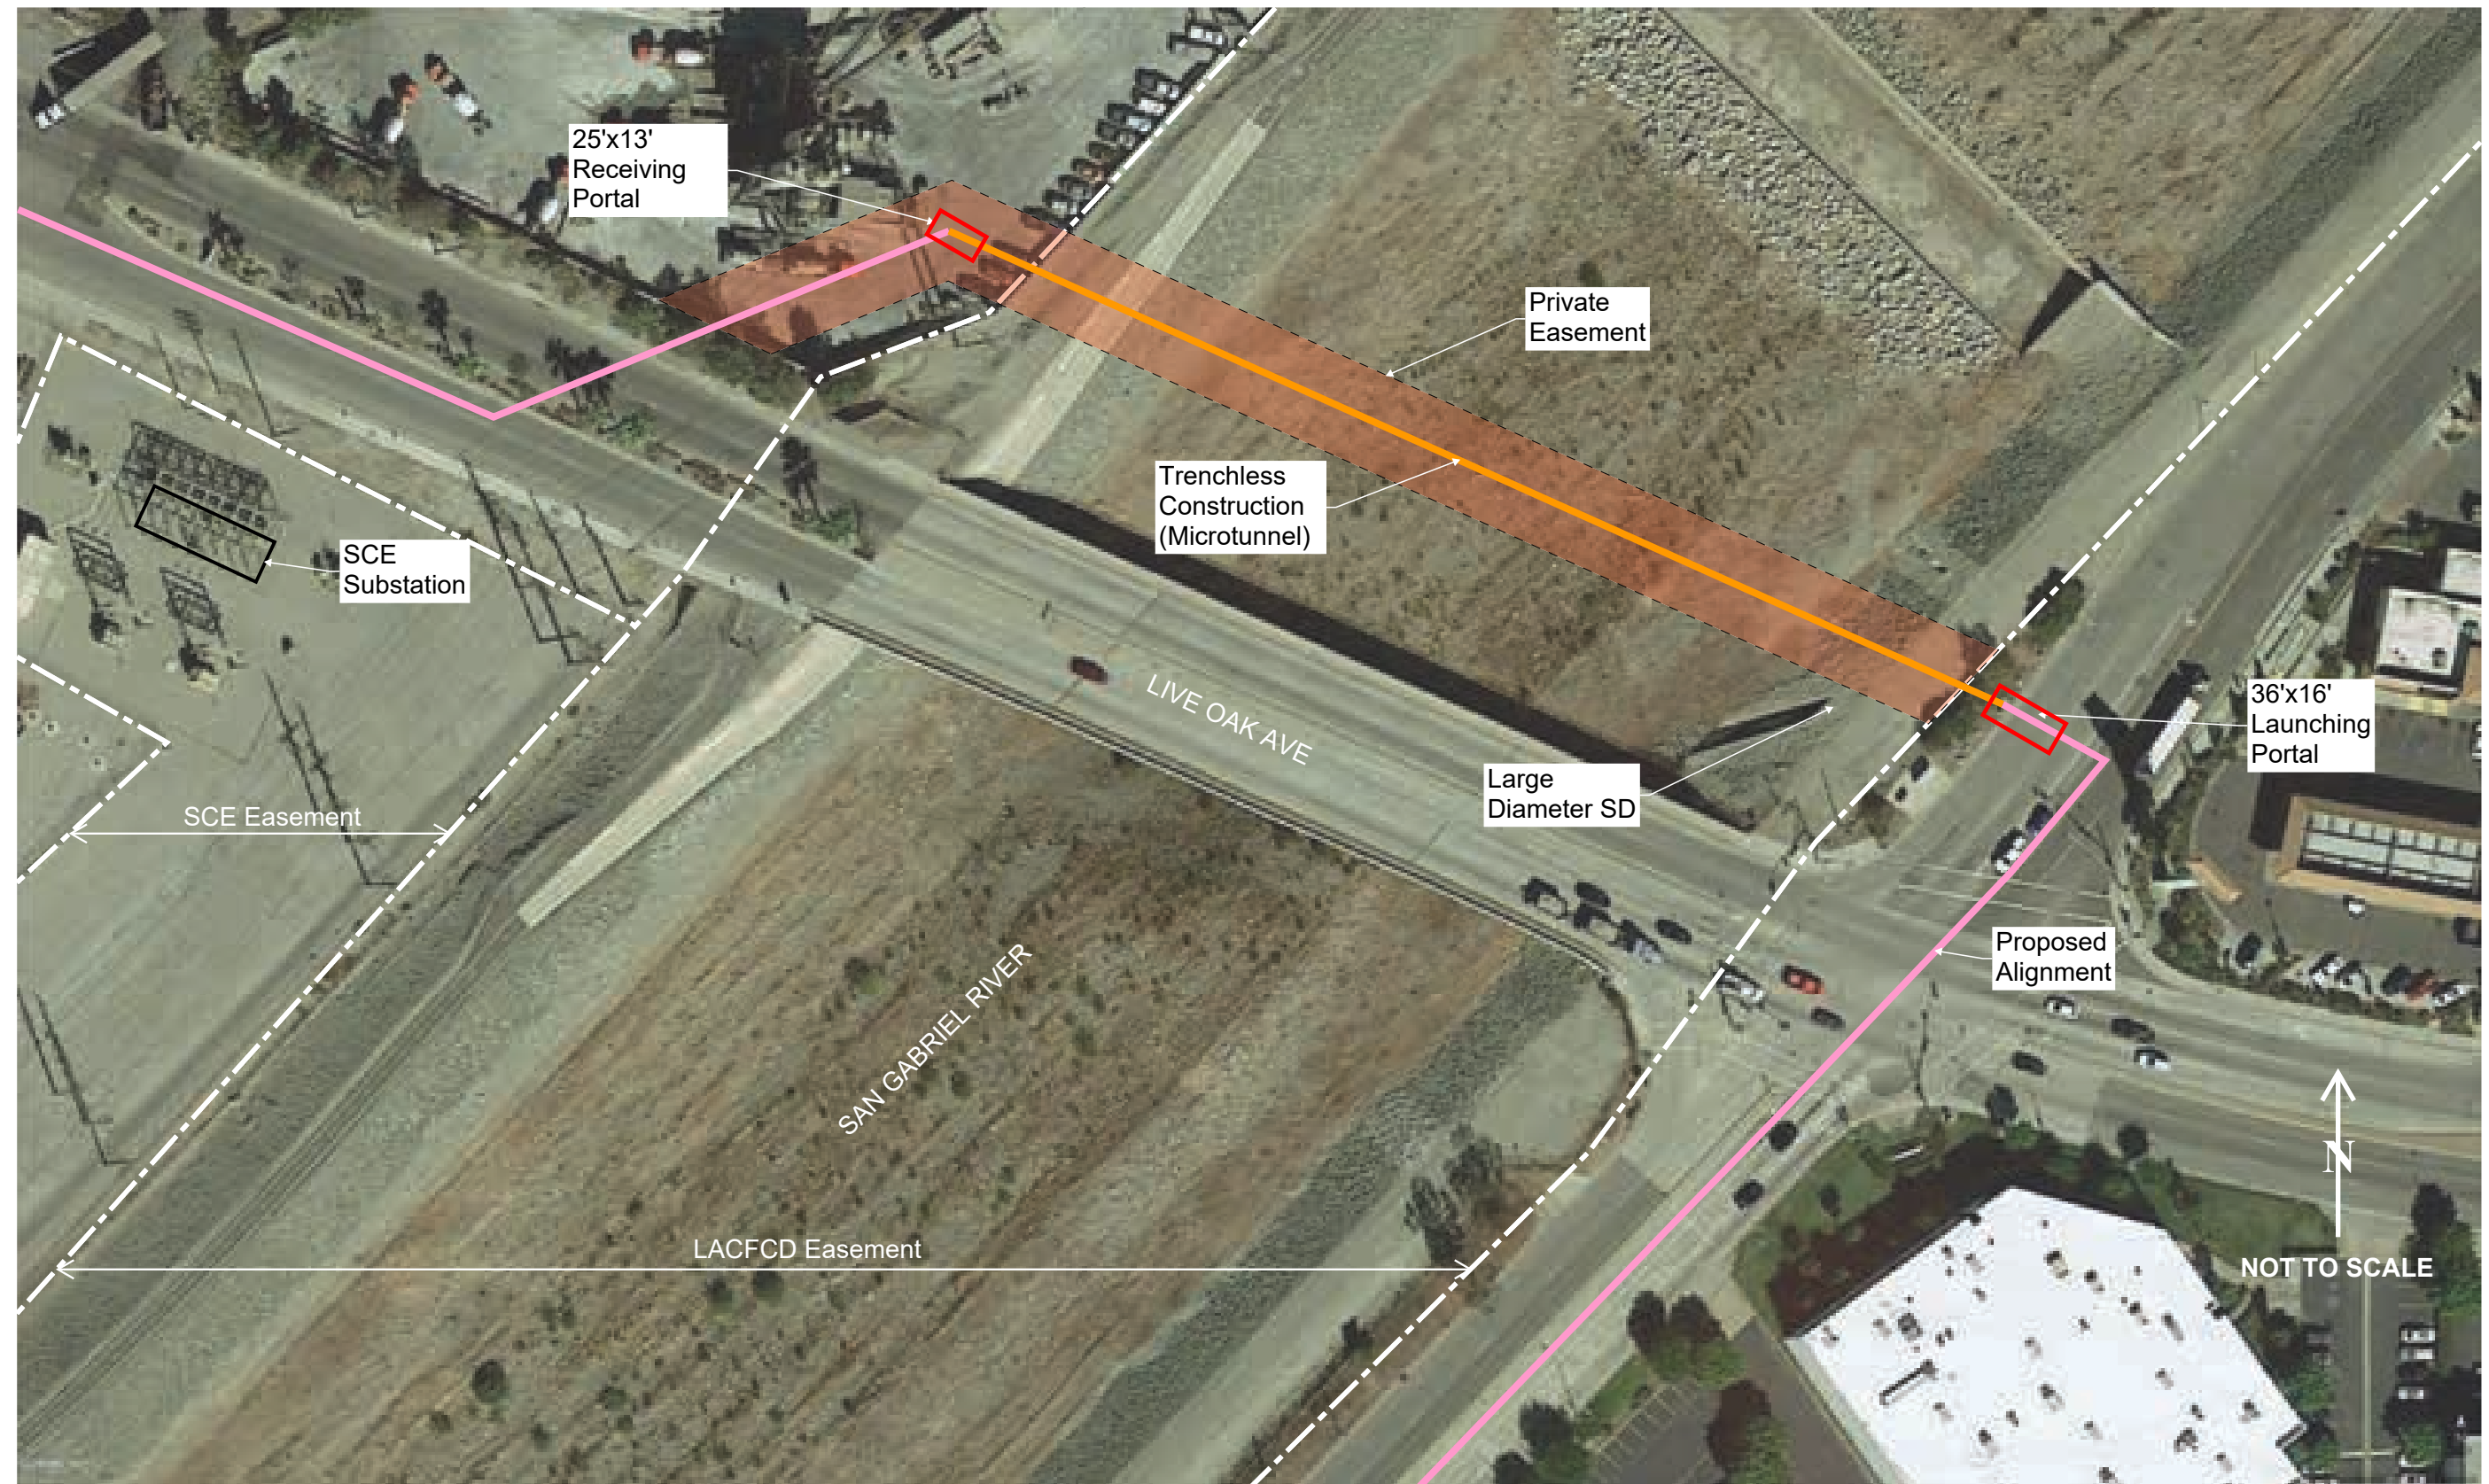 25'x13'
Receiving
Portal
Private
Easement
Trenchless
Construction
(Microtunnel)
SCE
Substation
LIVE OAK AVE
36'x16'
Launching
Portal
Large
Diameter SD
SCE Easement
Proposed
Alignment
SAN GABRIEL RIVER
LACFCD Easement
N
NOT TO SCALE